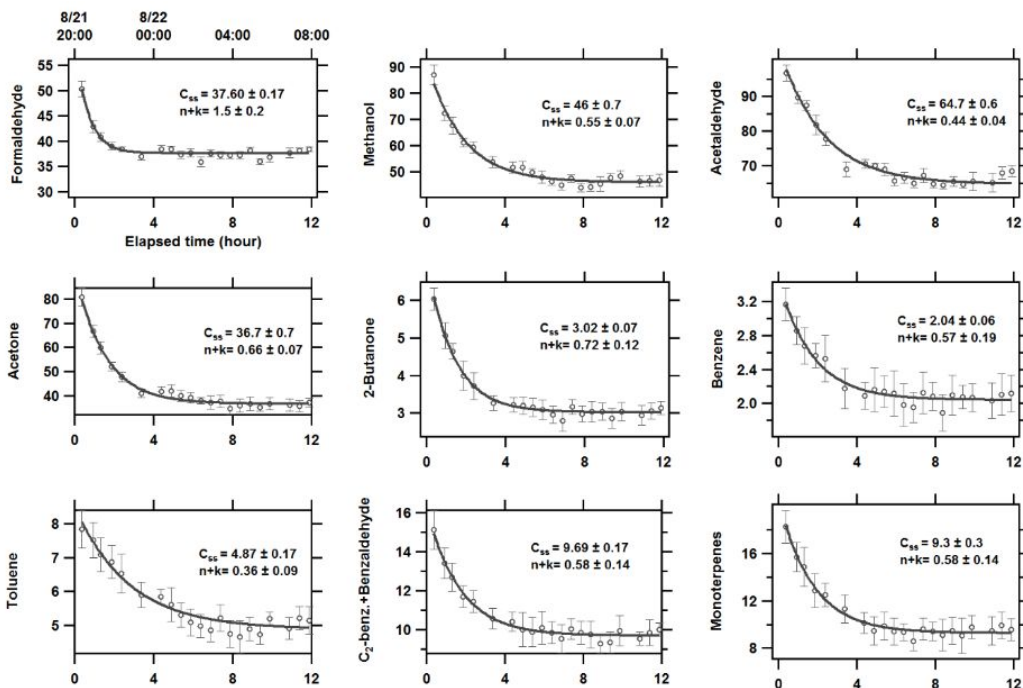 8/21 8/22
20:00 00:00 04:00 08:00
Formaldehyde
55
50
45
40
35
30
C_ss = 37.60 ± 0.17
n+k= 1.5 ± 0.2
0 4 8 12
Elapsed time (hour)
Methanol
90
80
70
60
50
C_ss = 46 ± 0.7
n+k= 0.55 ± 0.07
0 4 8 12
Acetaldehyde
90
80
70
C_ss = 64.7 ± 0.6
n+k= 0.44 ± 0.04
0 4 8 12
Acetone
80
70
60
50
40
C_ss = 36.7 ± 0.7
n+k= 0.66 ± 0.07
0 4 8 12
2-Butanone
6
5
4
3
C_ss = 3.02 ± 0.07
n+k= 0.72 ± 0.12
0 4 8 12
Benzene
3.2
2.8
2.4
2.0
C_ss = 2.04 ± 0.06
n+k= 0.57 ± 0.19
0 4 8 12
Toluene
8
7
6
5
C_ss = 4.87 ± 0.17
n+k= 0.36 ± 0.09
0 4 8 12
C₂-benz.+Benzaldehyde
16
14
12
10
C_ss = 9.69 ± 0.17
n+k= 0.58 ± 0.14
0 4 8 12
Monoterpenes
16
12
8
C_ss = 9.3 ± 0.3
n+k= 0.58 ± 0.14
0 4 8 12